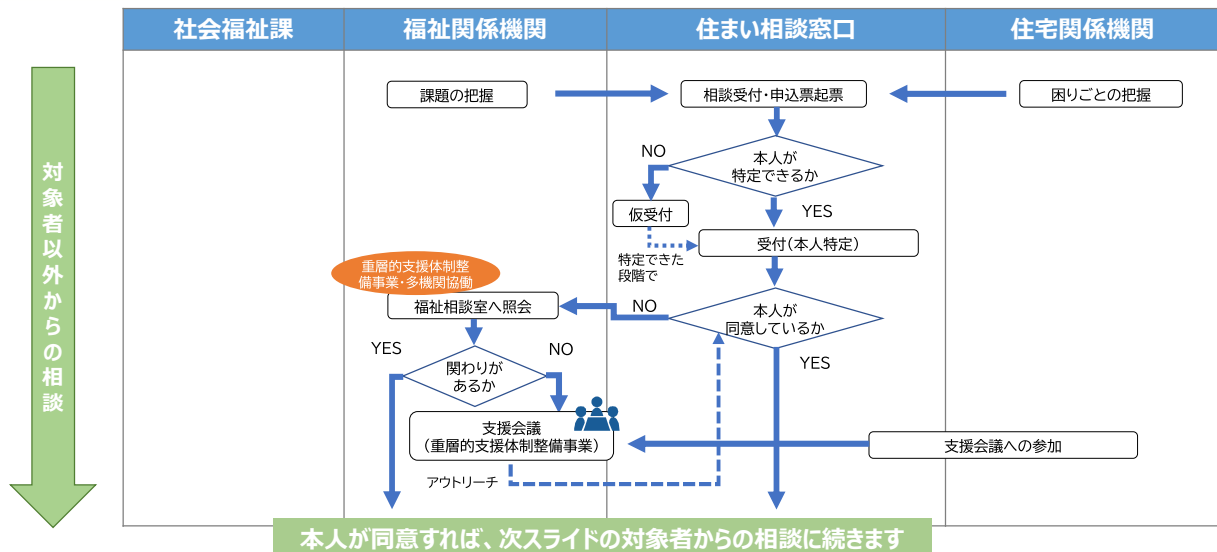 社会福祉課
福祉関係機関
住まい相談窓口
住宅関係機関
対象者以外からの相談
課題の把握
相談受付・申込票起票
困りごとの把握
本人が
特定できるか
NO
YES
仮受付
受付(本人特定)
特定できた
段階で
重層的支援体制整
備事業・多機関協働
福祉相談室へ照会
NO
本人が
同意しているか
YES
YES
関わりが
あるか
NO
支援会議
(重層的支援体制整備事業)
支援会議への参加
アウトリーチ
本人が同意すれば、次スライドの対象者からの相談に続きます